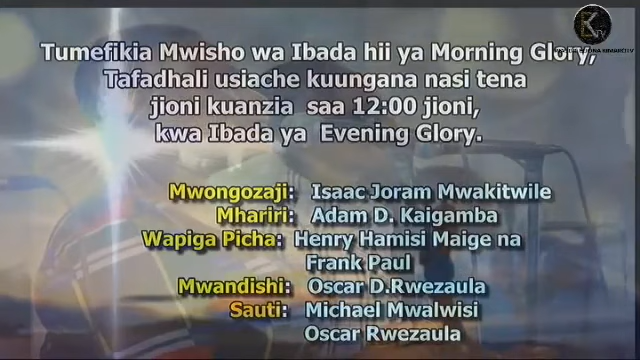 Tumefikia Mwisho wa Ibada hii ya Morning Glory,
Tafadhali usiache kuungana nasi tena
jioni kuanzia saa 12:00 jioni,
kwa Ibada ya Evening Glory.
Mwongozaji: Isaac Joram Mwakitwile
Mhariri: Adam D. Kaigamba
Wapiga Picha: Henry Hamisi Maige na
Frank Paul
Mwandishi: Oscar D.Rwezaula
Sauti: Michael Mwalwisi
Oscar Rwezaula